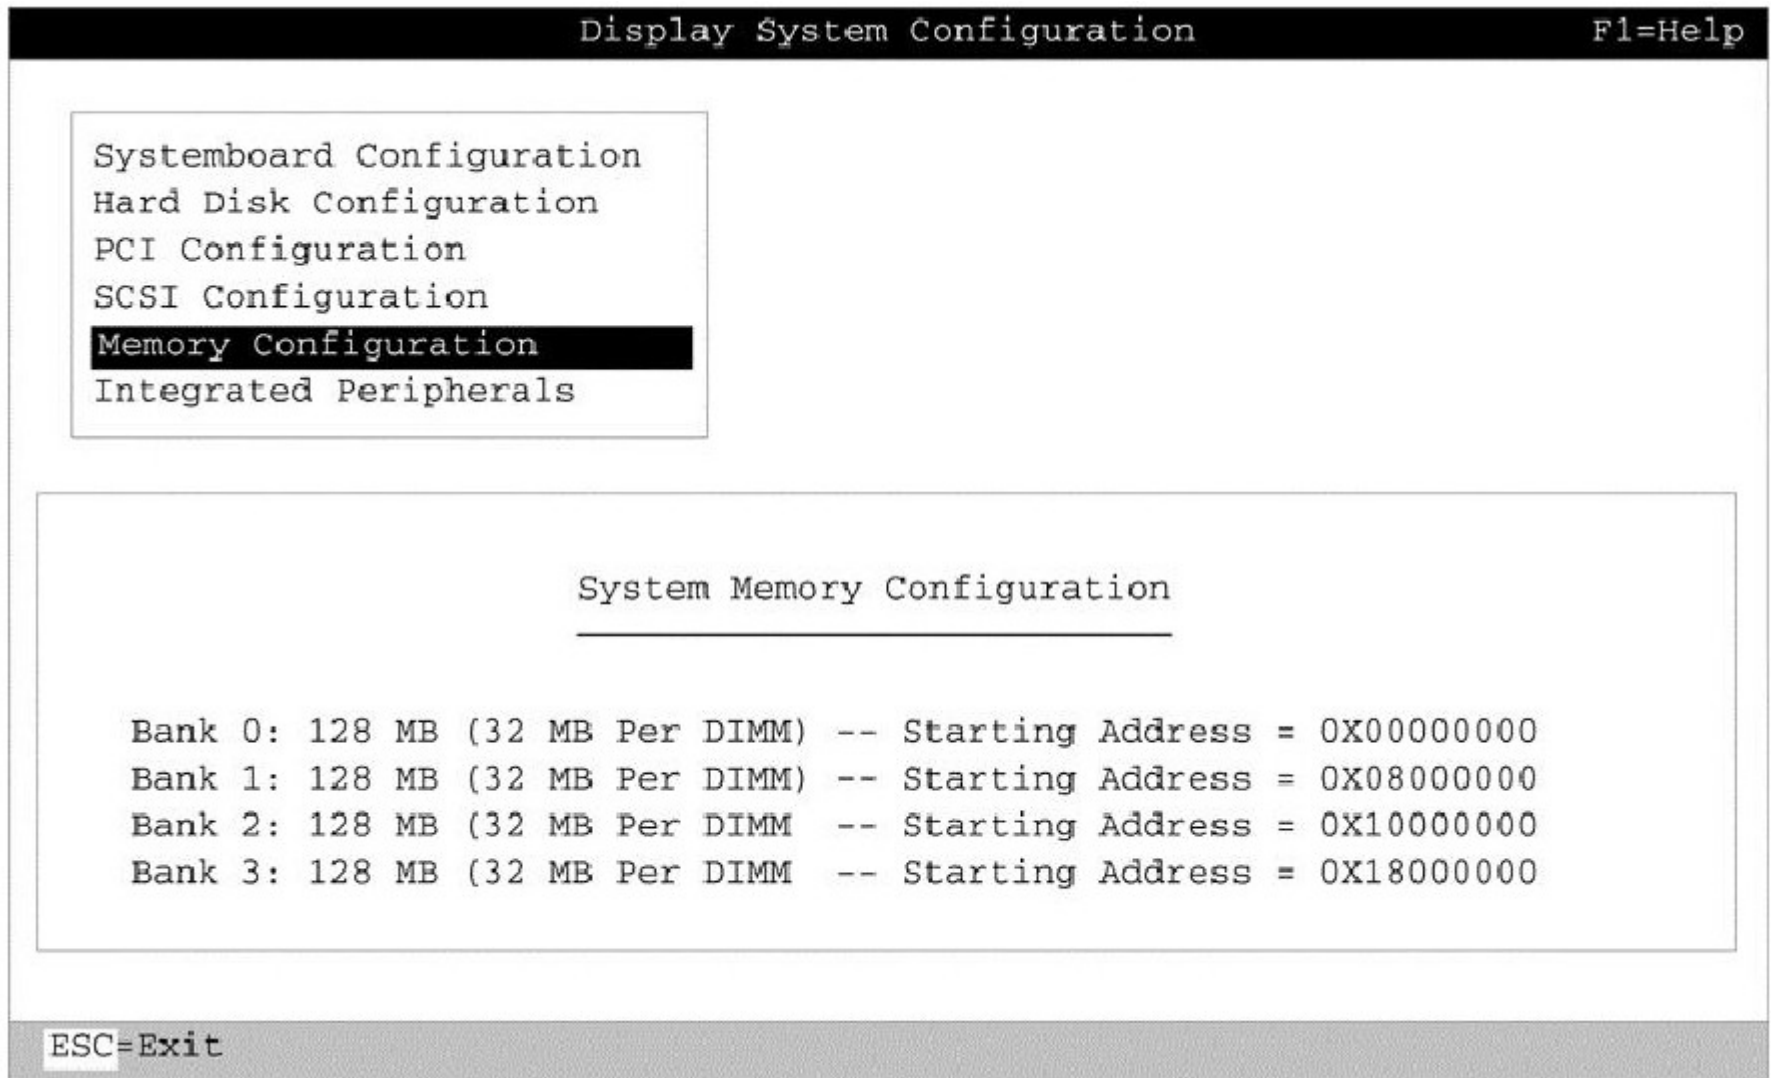 Display System Configuration F1=Help
Systemboard Configuration
Hard Disk Configuration
PCI Configuration
SCSI Configuration
Memory Configuration
Integrated Peripherals
System Memory Configuration
Bank 0: 128 MB (32 MB Per DIMM) -- Starting Address = 0X00000000
Bank 1: 128 MB (32 MB Per DIMM) -- Starting Address = 0X08000000
Bank 2: 128 MB (32 MB Per DIMM -- Starting Address = 0X10000000
Bank 3: 128 MB (32 MB Per DIMM -- Starting Address = 0X18000000
ESC=Exit